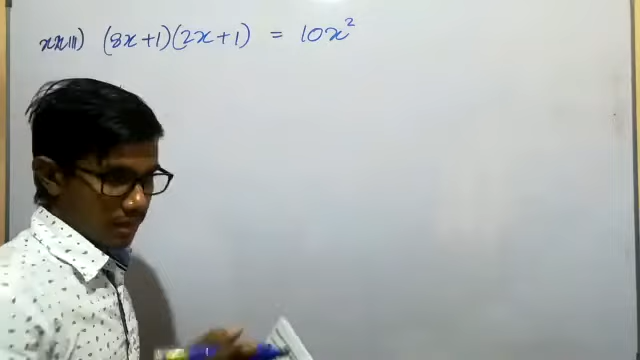 xxiii) (8x+1)(2x+1) = 10x²